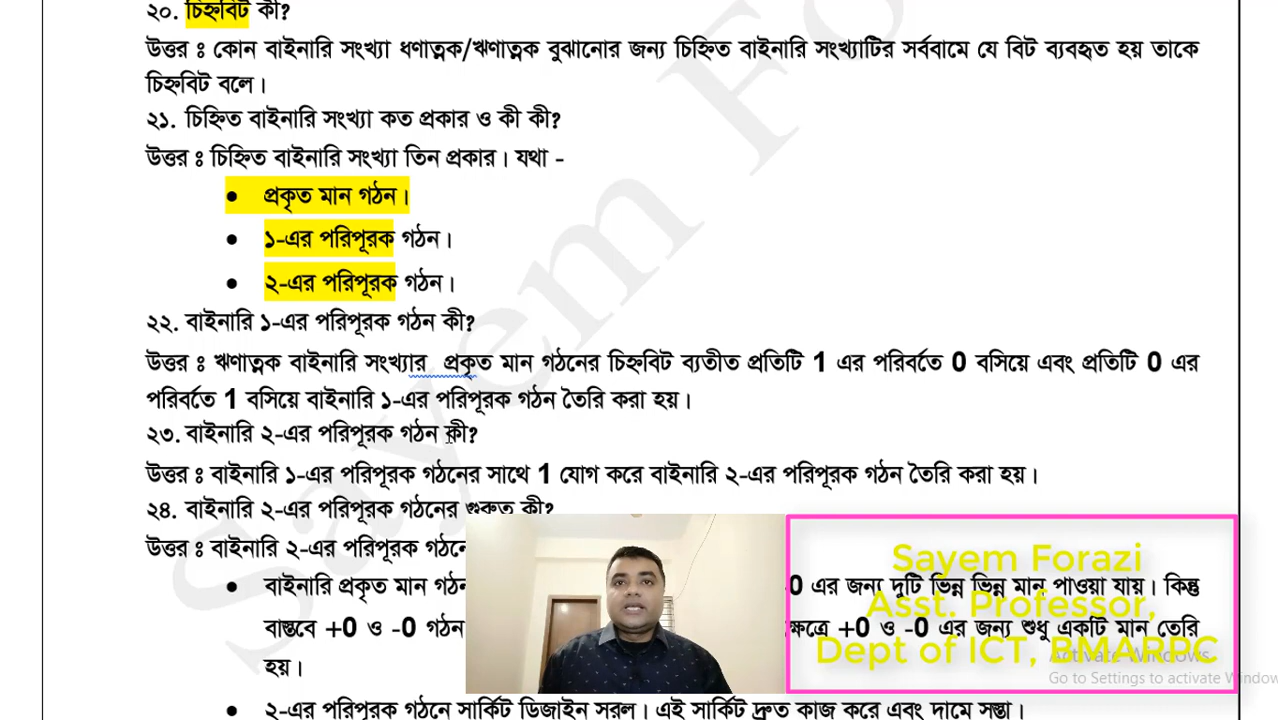 ২০. চিহ্নবিট কী?
উত্তর ঃ কোন বাইনারি সংখ্যা ধণাত্নক/ঋণাত্নক বুঝানোর জন্য চিহ্নিত বাইনারি সংখ্যাটির সর্ববামে যে বিট ব্যবহৃত হয় তাকে
চিহ্নবিট বলে।
২১. চিহ্নিত বাইনারি সংখ্যা কত প্রকার ও কী কী?
উত্তর ঃ চিহ্নিত বাইনারি সংখ্যা তিন প্রকার। যথা -
● প্রকৃত মান গঠন।
● ১-এর পরিপূরক গঠন।
● ২-এর পরিপূরক গঠন।
২২. বাইনারি ১-এর পরিপূরক গঠন কী?
উত্তর ঃ ঋণাত্নক বাইনারি সংখ্যার প্রকৃত মান গঠনের চিহ্নবিট ব্যতীত প্রতিটি 1 এর পরিবর্তে 0 বসিয়ে এবং প্রতিটি 0 এর
পরিবর্তে 1 বসিয়ে বাইনারি ১-এর পরিপূরক গঠন তৈরি করা হয়।
২৩. বাইনারি ২-এর পরিপূরক গঠন কী?
উত্তর ঃ বাইনারি ১-এর পরিপূরক গঠনের সাথে 1 যোগ করে বাইনারি ২-এর পরিপূরক গঠন তৈরি করা হয়।
২৪. বাইনারি ২-এর পরিপূরক গঠনের গুরুত্ব কী?
উত্তর ঃ বাইনারি ২-এর পরিপূরক গঠনে
● বাইনারি প্রকৃত মান গঠন 0 এর জন্য দুটি ভিন্ন ভিন্ন মান পাওয়া যায়। কিন্তু
বাস্তবে +0 ও -0 গঠন ক্ষেত্রে +0 ও -0 এর জন্য শুধু একটি মান তেরি
হয়।
● ২-এর পরিপূরক গঠনে সার্কিট ডিজাইন সরল। এই সার্কিট দ্রুত কাজ করে এবং দামে সস্তা।
Sayem Forazi
Asst. Professor,
Dept of ICT, BMARPC
Activate Windows
Go to Settings to activate Window
Sayem Fo